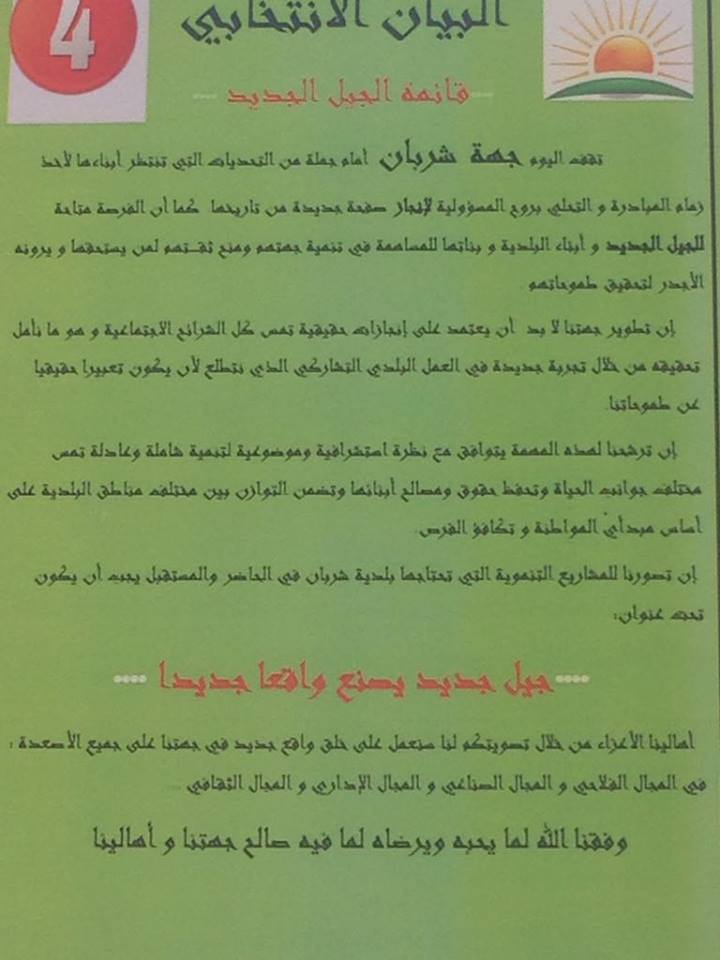 البيان الانتخابي
4
قائمة الجيل الجديد
تقف اليوم جهة شربان أمام جملة من التحديات التي تنتظر أبناءها لأخذ
زمام المبادرة و التحلي بروح المسؤولية لإنجاز صفحة جديدة من تاريخها كما أن الفرصة متاحة
للجيل الجديد و أبناء البلدية و بناتها للمساهمة في تنمية جهتهم ومنح ثقـتهم لمن يستحقها و يرونه
الأجدر لتحقيق طموحاتهم
إن تطوير جهتنا لا بد أن يعتمد على إنجازات حقيقية تمس كل الشرائح الاجتماعية و هو ما نأمل
تحقيقه من خلال تجربة جديدة في العمل البلدي التشاركي الذي نتطلع لأن يكون تعبيرا حقيقيا
عن طموحاتنا.
إن ترشحنا لهذه المهمة يتوافق مع نظرة استشرافية وموضوعية لتنمية شاملة وعادلة تمس
مختلف جوانب الحياة وتحفظ حقوق ومصالح أبنائها وتضمن التوازن بين مختلف مناطق البلدية على
أساس مبدأي المواطنة و تكافؤ الفرص.
إن تصورنا للمشاريع التنموية التي تحتاجها بلدية شربان في الحاضر والمستقبل يجب أن يكون
تحت عنوان:
····جيل جديد يصنع واقعا جديدا ····
أهالينا الأعزاء من خلال تصويتكم لنا سنعمل على خلق واقع جديد في جهتنا على جميع الأصعدة :
في المجال الفلاحي و المجال الصناعي و المجال الإداري و المجال الثقافي
وفقنا الله لما يحبه ويرضاه لما فيه صالح جهتنا و أهالينا